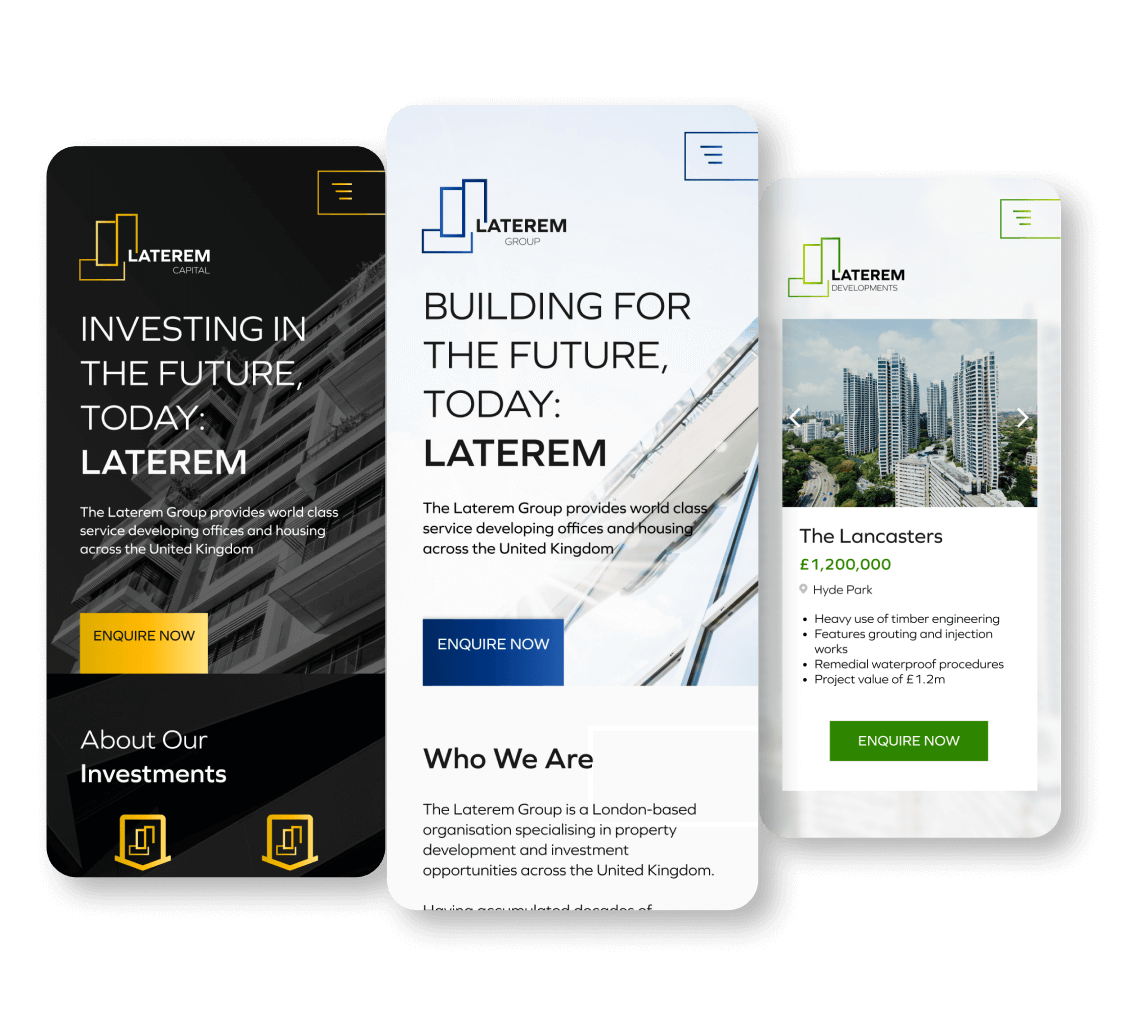 LATEREM
CAPITAL
INVESTING IN
THE FUTURE,
TODAY:
LATEREM
The Laterem Group provides world class
service developing offices and housing
across the United Kingdom
ENQUIRE NOW
About Our
Investments
LATEREM
GROUP
BUILDING FOR
THE FUTURE,
TODAY:
LATEREM
The Laterem Group provides world class
service developing offices and housing
across the United Kingdom
ENQUIRE NOW
Who We Are
The Laterem Group is a London-based
organisation specialising in property
development and investment
opportunities across the United Kingdom.
Having accumulated decades of
LATEREM
DEVELOPMENTS
The Lancasters
£1,200,000
Hyde Park
• Heavy use of timber engineering
• Features grouting and injection
works
• Remedial waterproof procedures
• Project value of £1.2m
ENQUIRE NOW